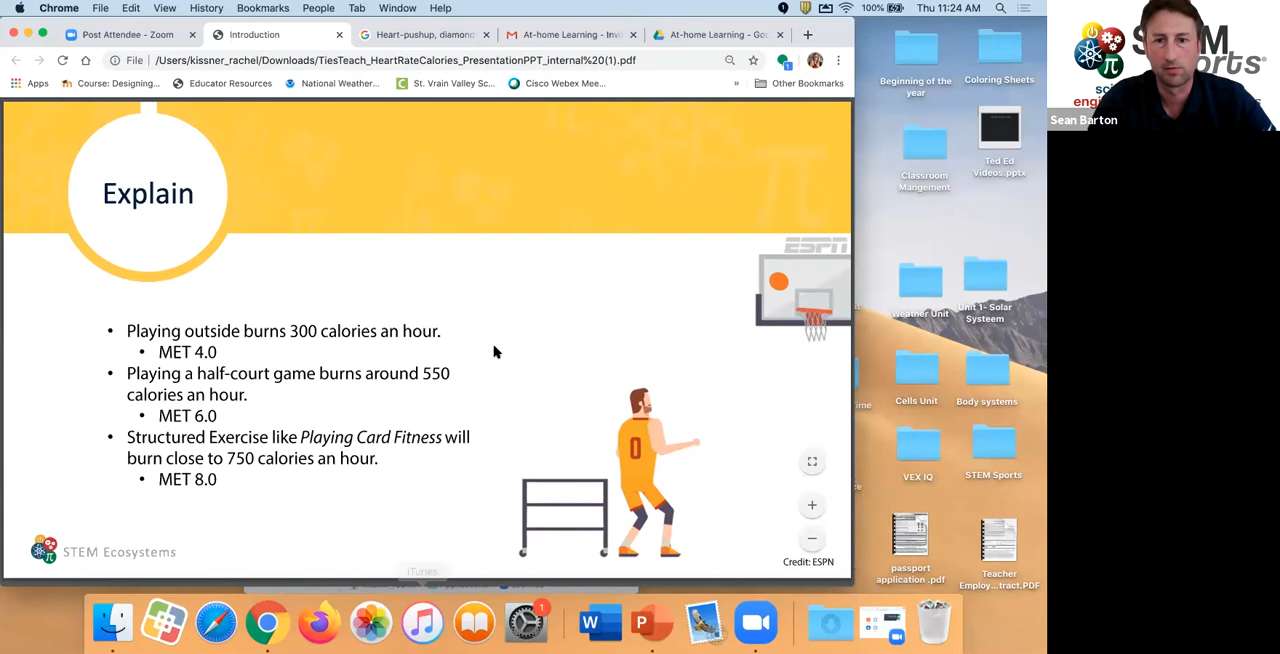 Chrome File Edit View History Bookmarks People Tab Window Help
100% Thu 11:24 AM
Post Attendee - Zoom
Introduction
Heart-pushup, diamond
At-home Learning - Invi
At-home Learning - Goo
File /Users/kissner_rachel/Downloads/TiesTeach_HeartRateCalories_PresentationPPT_internal%20(1).pdf
Apps Course: Designing... Educator Resources National Weather... St. Vrain Valley Sc... Cisco Webex Mee... » Other Bookmarks
Explain
ESPN
• Playing outside burns 300 calories an hour.
• MET 4.0
• Playing a half-court game burns around 550
calories an hour.
• MET 6.0
• Structured Exercise like Playing Card Fitness will
burn close to 750 calories an hour.
• MET 8.0
0
STEM Ecosystems
Credit: ESPN
iTunes
1
W
P
Beginning of the
year
Coloring Sheets
Classroom
Mangement
Ted Ed
Videos.pptx
Weather Unit
Unit 1- Solar
Systeem
Cells Unit
Body systems
VEX IQ
STEM Sports
passport
application .pdf
Teacher
Employ...tract.PDF
Sean Barton